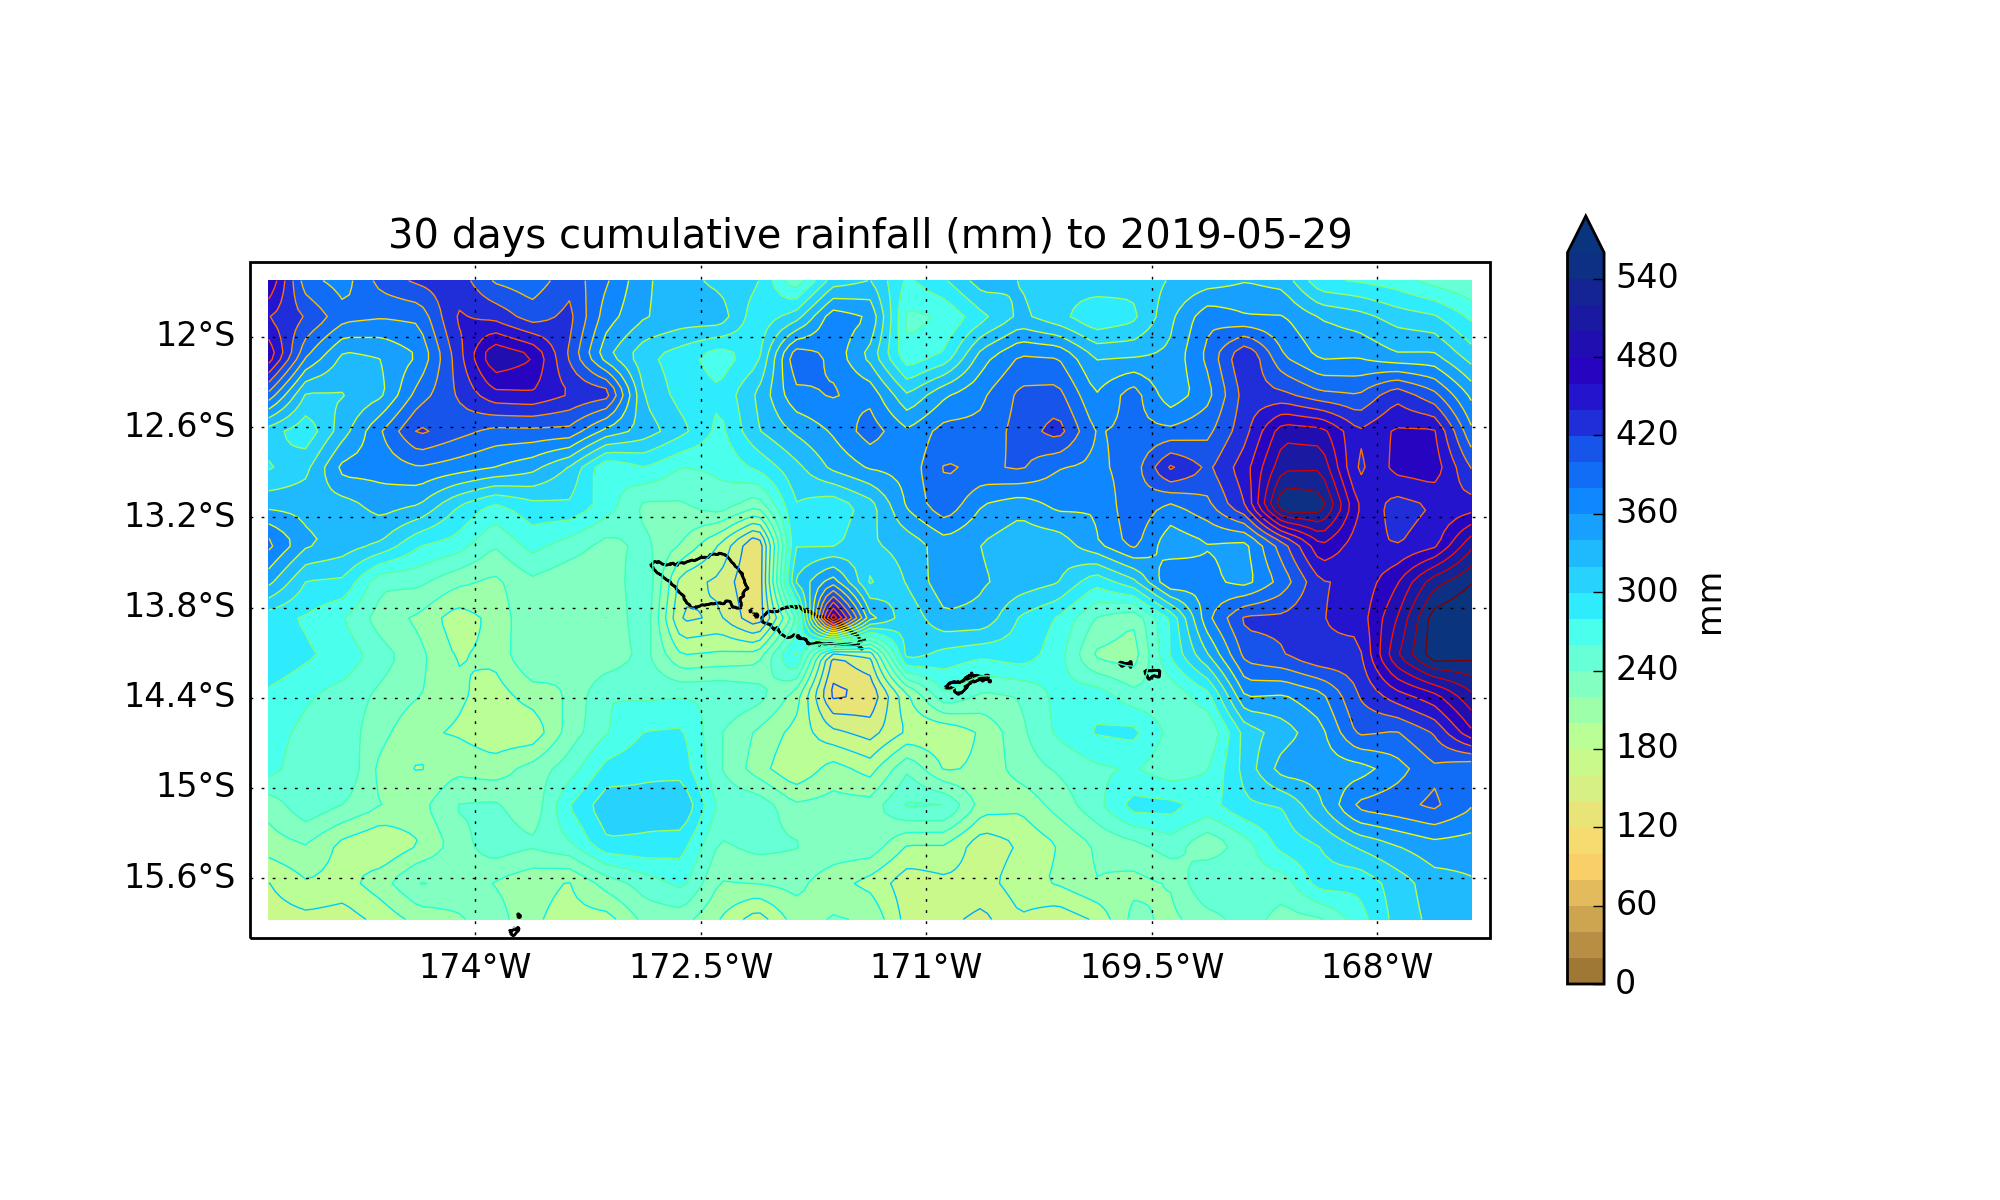 30 days cumulative rainfall (mm) to 2019-05-29
12°S
12.6°S
13.2°S
13.8°S
14.4°S
15°S
15.6°S
174°W
172.5°W
171°W
169.5°W
168°W
540
480
420
360
300
240
180
120
60
0
mm